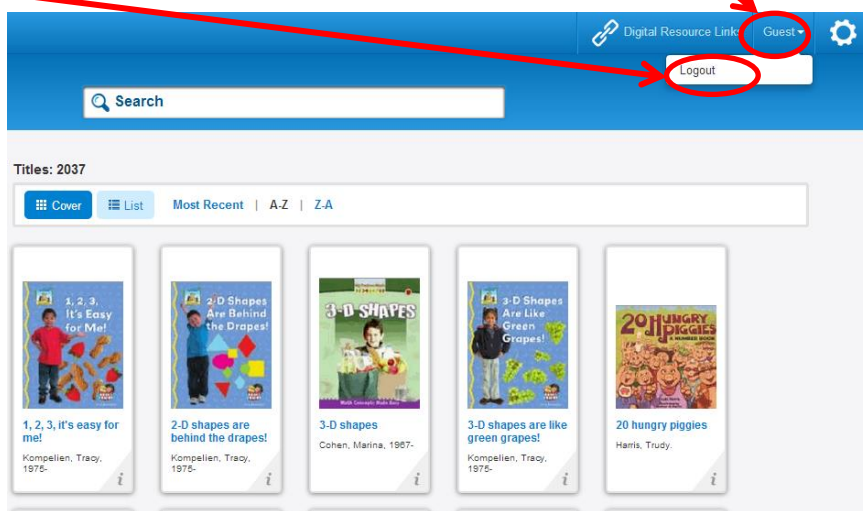 Digital Resource Links
Guest
Logout
Search
Titles: 2037
Cover
List
Most Recent | A-Z | Z-A
1, 2, 3,
It's Easy
for Me!
2-D Shapes
Are Behind
the Drapes!
3-D SHAPES
3-D Shapes
Are Like
Green
Grapes!
20 HUNGRY
PIGGIES
A NUMBER BOOK
1, 2, 3, it's easy for
me!
Kompelien, Tracy,
1975-
i
2-D shapes are
behind the drapes!
Kompelien, Tracy,
1975-
i
3-D shapes
Cohen, Marina, 1967-
i
3-D shapes are like
green grapes!
Kompelien, Tracy,
1975-
i
20 hungry piggies
Harris, Trudy.
i